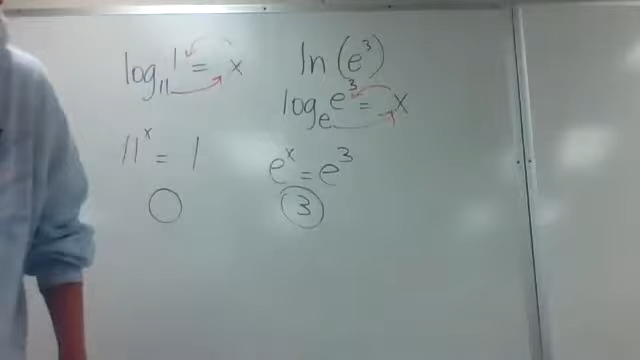 log₁₁ 1 = x
11ˣ = 1
0
ln(e³)
logₑ e³ = x
eˣ = e³
3